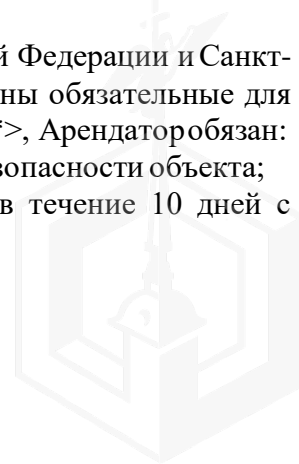 й Федерации и Санкт-
ны обязательные для
*>, Арендатор обязан:
опасности объекта;
в течение 10 дней с